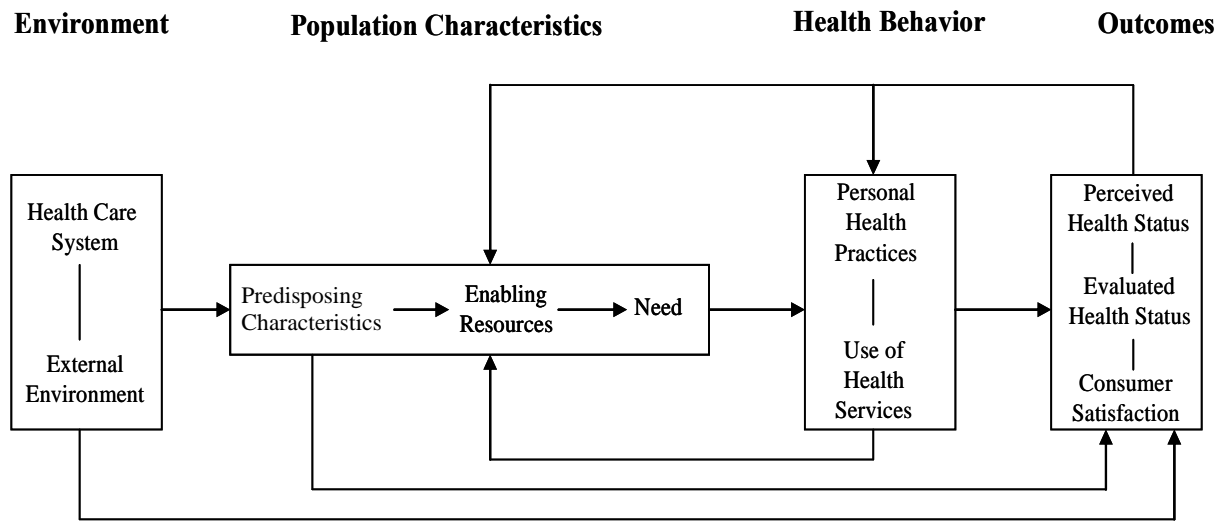 Environment
Population Characteristics
Health Behavior
Outcomes
Health Care
System
External
Environment
Predisposing
Characteristics
Enabling
Resources
Need
Personal
Health
Practices
Use of
Health
Services
Perceived
Health Status
Evaluated
Health Status
Consumer
Satisfaction